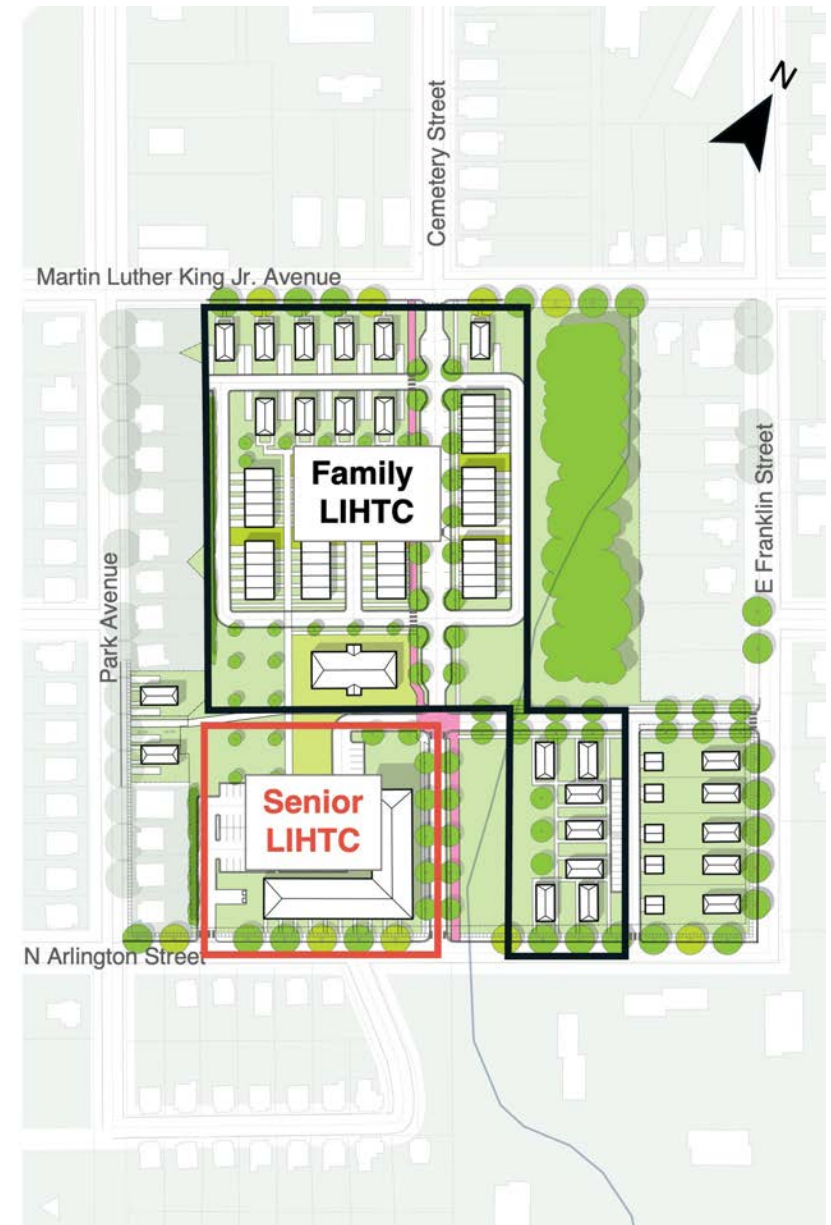 N
Cemetery Street
Martin Luther King Jr. Avenue
Family
LIHTC
E Franklin Street
Park Avenue
Senior
LIHTC
N Arlington Street